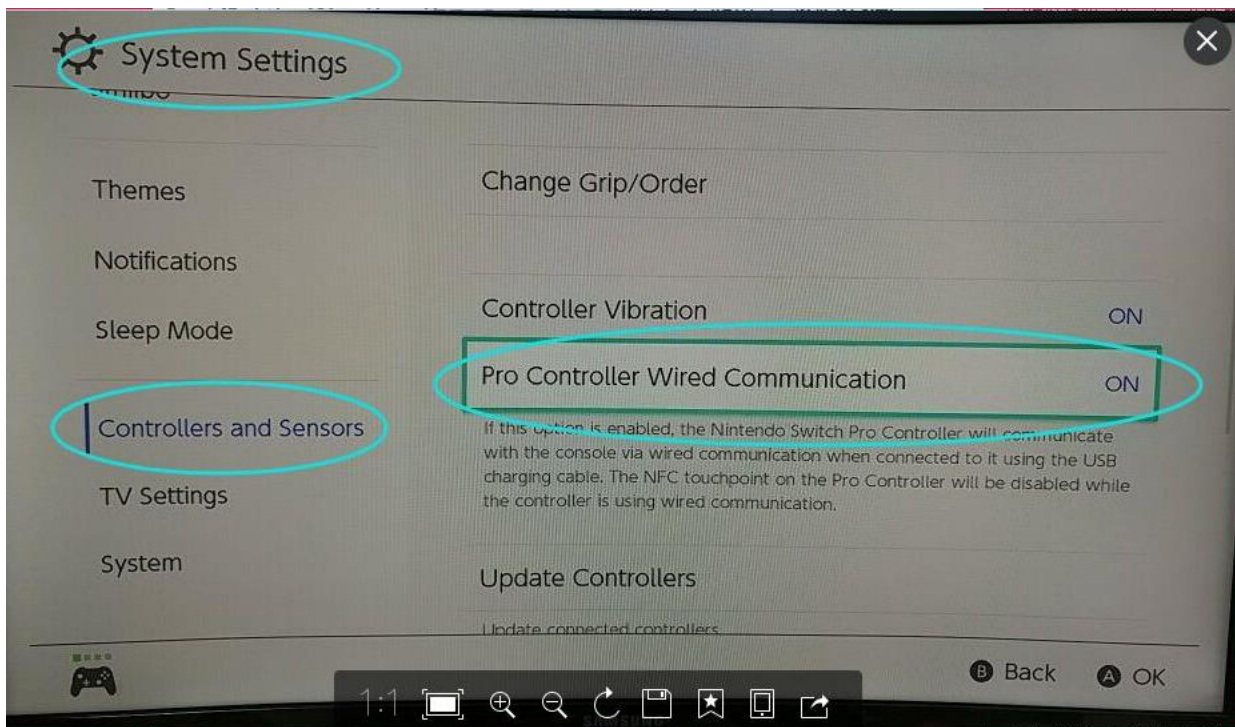 System Settings
amiibo
Themes
Notifications
Sleep Mode
Controllers and Sensors
TV Settings
System
Change Grip/Order
Controller Vibration ON
Pro Controller Wired Communication ON
If this option is enabled, the Nintendo Switch Pro Controller will communicate
with the console via wired communication when connected to it using the USB
charging cable. The NFC touchpoint on the Pro Controller will be disabled while
the controller is using wired communication.
Update Controllers
Update connected controllers
B Back A OK
1:1
SAMSUNG